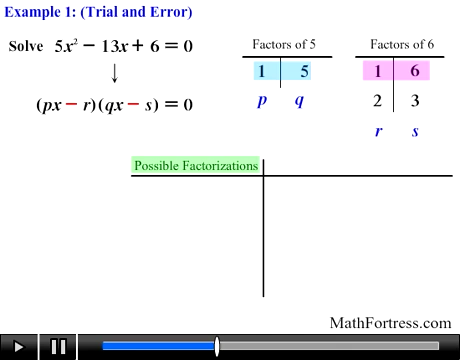 Example 1: (Trial and Error)
Solve 5x² − 13x + 6 = 0
↓
(px − r)(qx − s) = 0
Factors of 5
1 5
p q
Factors of 6
1 6
2 3
r s
Possible Factorizations
MathFortress.com